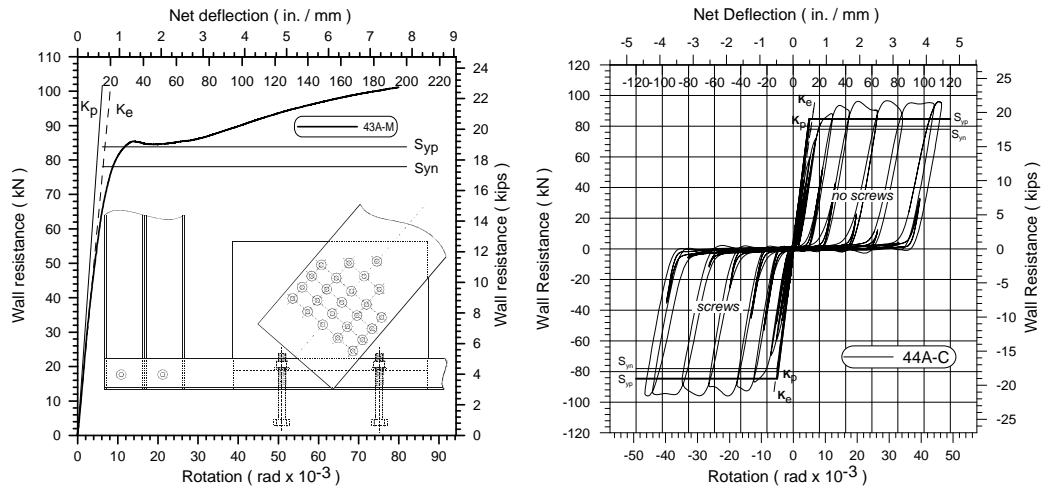 Net deflection ( in. / mm )
0 1 2 3 4 5 6 7 8 9
0 20 40 60 80 100 120 140 160 180 200 220
110
100
90
80
70
60
50
40
30
20
10
0
Wall resistance ( kN )
Kp
Ke
43A-M
Syp
Syn
24
22
20
18
16
14
12
10
8
6
4
2
0
Wall resistance ( kips )
0 10 20 30 40 50 60 70 80 90
Rotation ( rad x 10-3 )
Net Deflection ( in. / mm )
-5 -4 -3 -2 -1 0 1 2 3 4 5
-120 -100 -80 -60 -40 -20 0 20 40 60 80 100 120
120
100
80
60
40
20
0
-20
-40
-60
-80
-100
-120
Wall Resistance ( kN )
Ke
Kp
Syp
Syn
no screws
screws
Syn
Syp
Kp
Ke
44A-C
25
20
15
10
5
0
-5
-10
-15
-20
-25
Wall Resistance ( kips )
-50 -40 -30 -20 -10 0 10 20 30 40 50
Rotation ( rad x 10-3 )